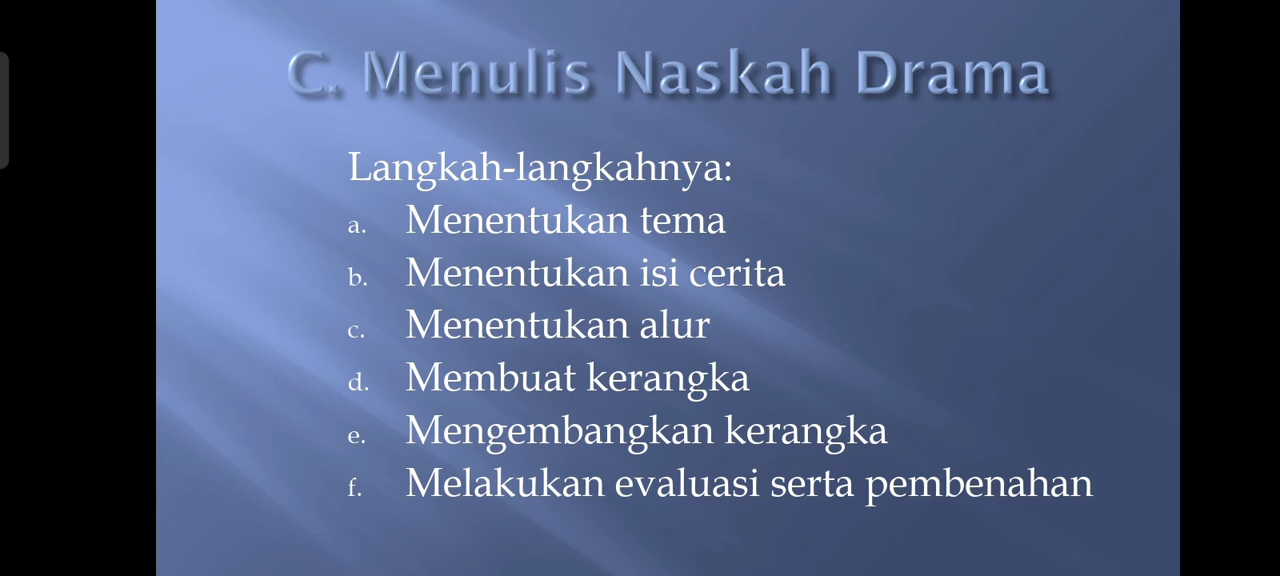 C. Menulis Naskah Drama
Langkah-langkahnya:
a. Menentukan tema
b. Menentukan isi cerita
c. Menentukan alur
d. Membuat kerangka
e. Mengembangkan kerangka
f. Melakukan evaluasi serta pembenahan